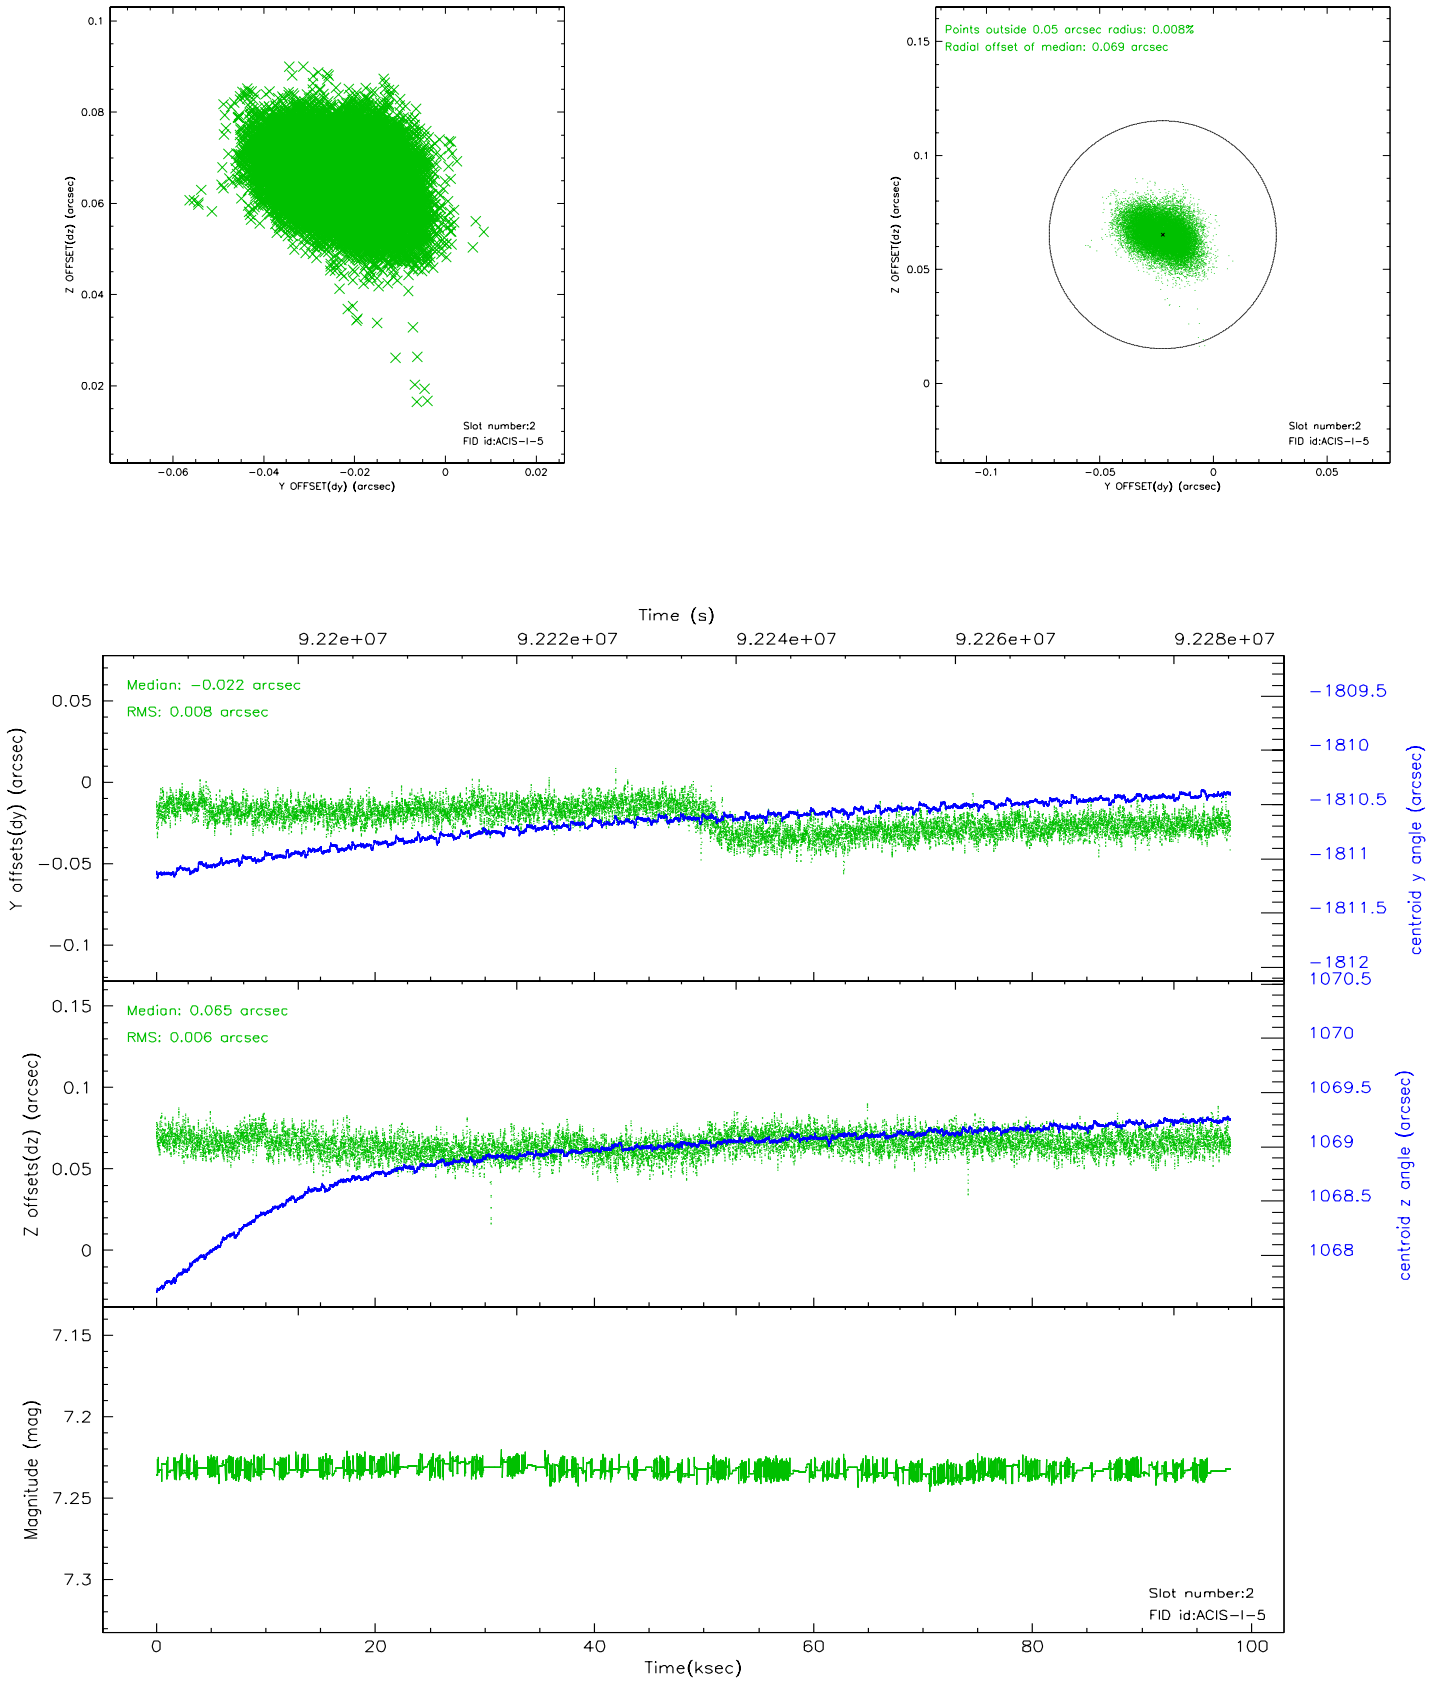 0.1
0.08
0.06
0.04
0.02
Z OFFSET(dz) (arcsec)
-0.06 -0.04 -0.02 0 0.02
Y OFFSET(dy) (arcsec)
Slot number:2
FID id:ACIS-I-5
Points outside 0.05 arcsec radius: 0.008%
Radial offset of median: 0.069 arcsec
0.15
0.1
0.05
0
Z OFFSET(dz) (arcsec)
-0.1 -0.05 0 0.05
Y OFFSET(dy) (arcsec)
Slot number:2
FID id:ACIS-I-5
Time (s)
9.22e+07 9.222e+07 9.224e+07 9.226e+07 9.228e+07
Median: -0.022 arcsec
RMS: 0.008 arcsec
0.05
0
-0.05
-0.1
Y offsets(dy) (arcsec)
-1809.5
-1810
-1810.5
-1811
-1811.5
-1812
centroid y angle (arcsec)
Median: 0.065 arcsec
RMS: 0.006 arcsec
0.15
0.1
0.05
0
Z offsets(dz) (arcsec)
1070.5
1070
1069.5
1069
1068.5
1068
centroid z angle (arcsec)
7.15
7.2
7.25
7.3
Magnitude (mag)
Slot number:2
FID id:ACIS-I-5
0 20 40 60 80 100
Time(ksec)